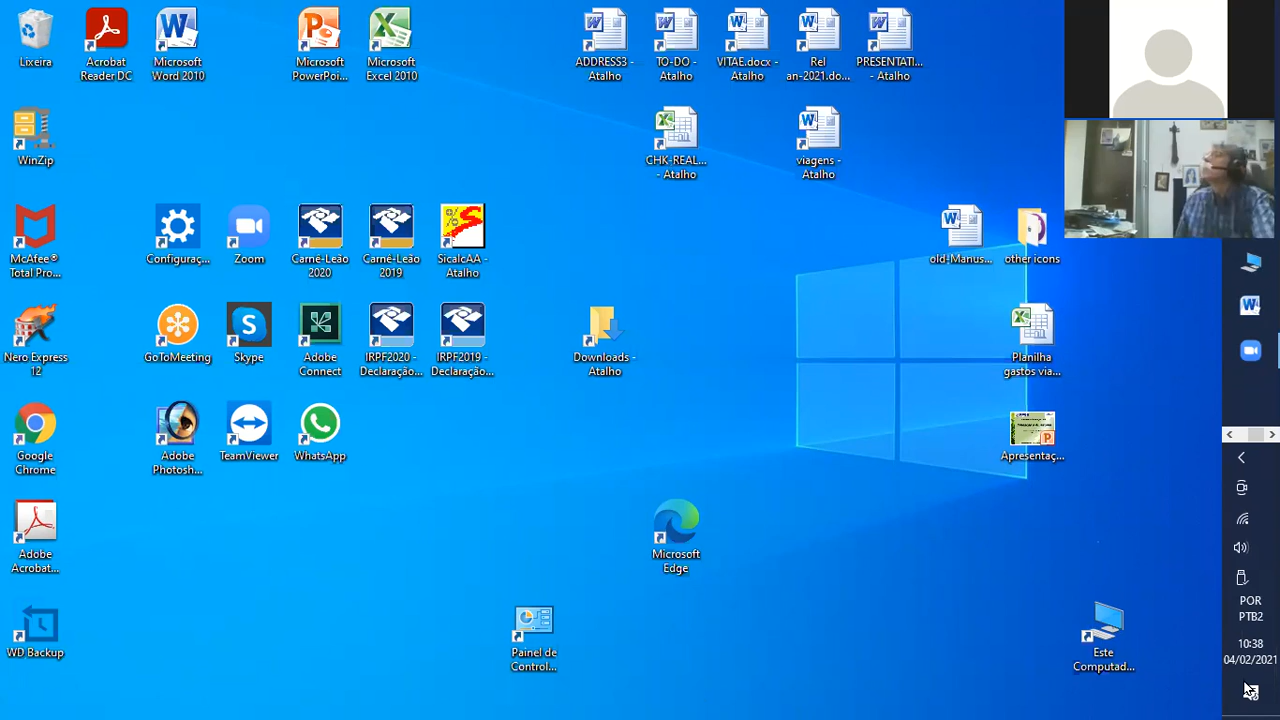 Lixeira
Acrobat
Reader DC
Microsoft
Word 2010
Microsoft
PowerPoi...
Microsoft
Excel 2010
ADDRESS3 -
Atalho
TO-DO -
Atalho
VITAE.docx -
Atalho
Rel
an-2021.do...
PRESENTATI...
- Atalho
WinZip
CHK-REAL...
- Atalho
viagens -
Atalho
McAfee®
Total Pro...
Configuraç...
Zoom
Carnê-Leão
2020
Carnê-Leão
2019
SicalcAA -
Atalho
old-Manus...
other icons
Nero Express
12
GoToMeeting
Skype
Adobe
Connect
IRPF2020 -
Declaração...
IRPF2019 -
Declaração...
Downloads -
Atalho
Planilha
gastos via...
Google
Chrome
Adobe
Photosh...
TeamViewer
WhatsApp
Apresentaç...
Adobe
Acrobat...
Microsoft
Edge
WD Backup
Painel de
Control...
Este
Computad...
POR
PTB2
10:38
04/02/2021